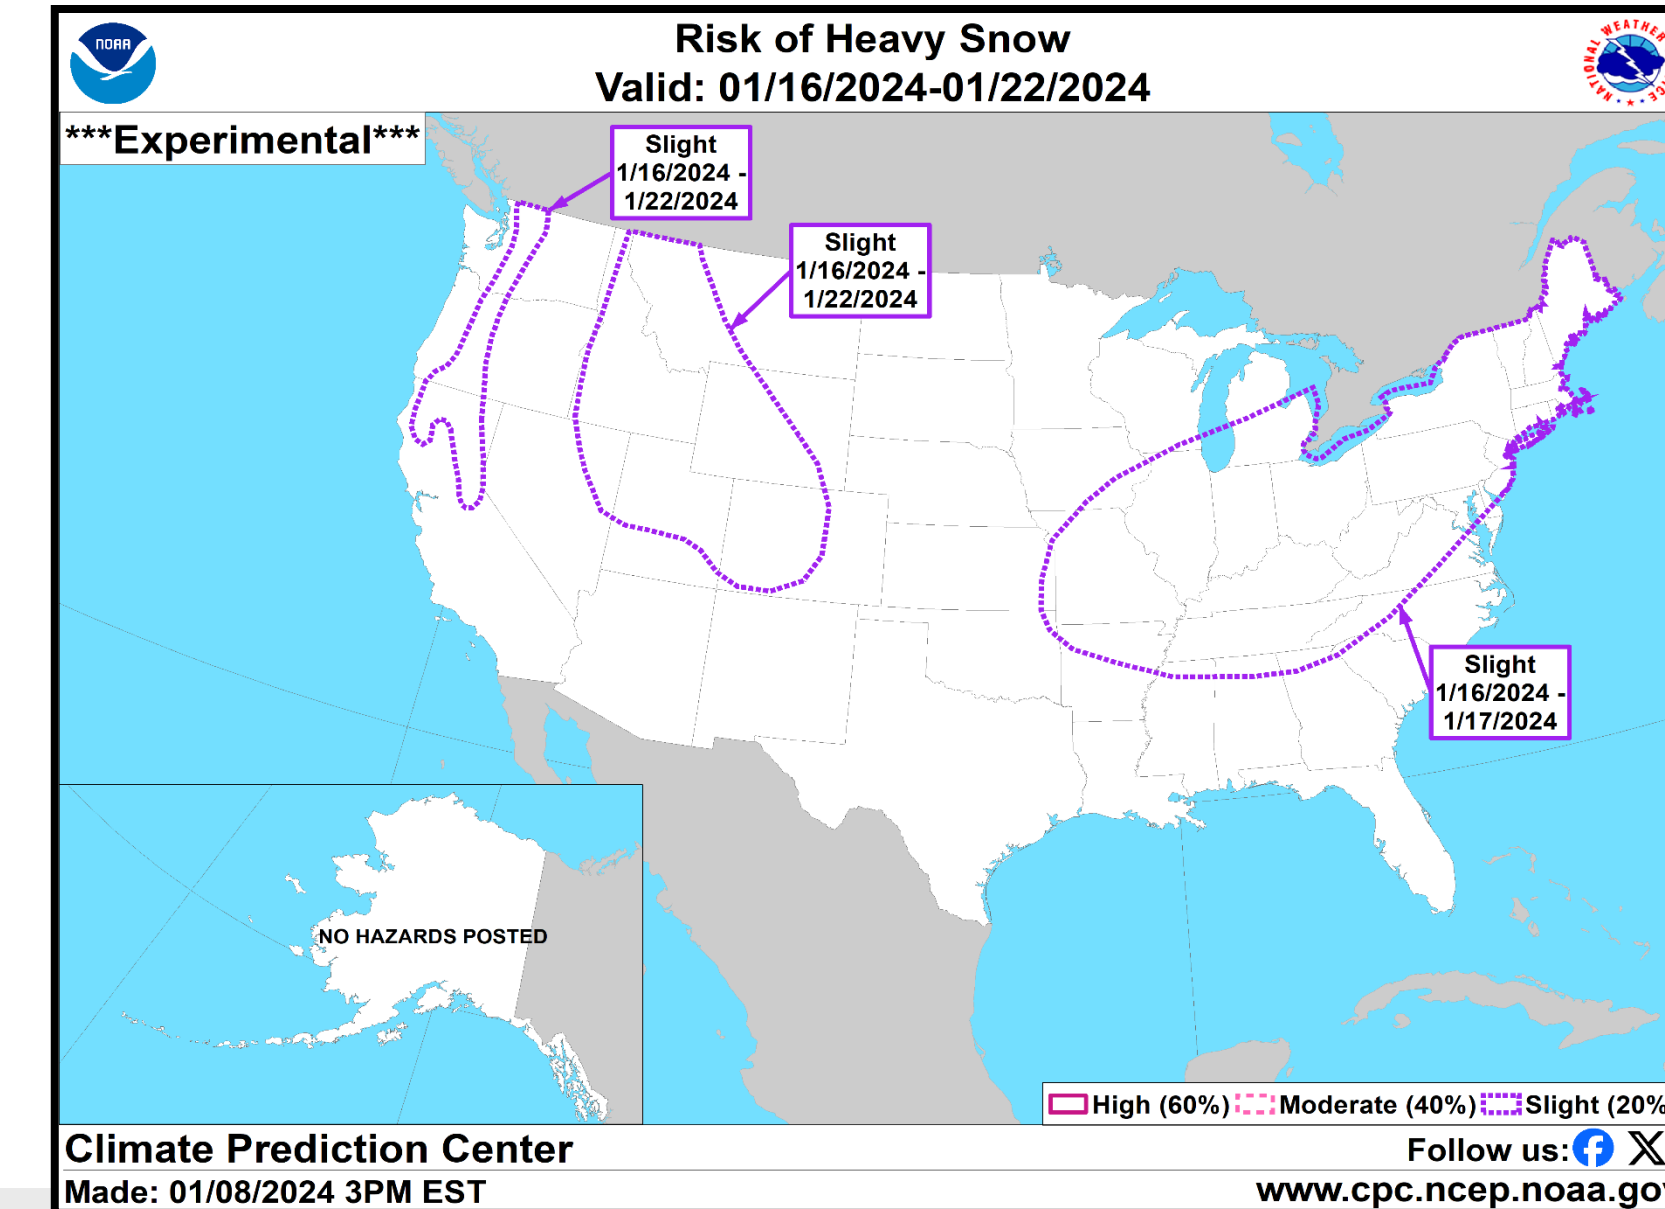 NOAA
Risk of Heavy Snow
Valid: 01/16/2024-01/22/2024
NATIONAL WEATHER
***Experimental***
Slight
1/16/2024 -
1/22/2024
Slight
1/16/2024 -
1/22/2024
Slight
1/16/2024 -
1/17/2024
NO HAZARDS POSTED
High (60%) Moderate (40%) Slight (20%
Climate Prediction Center
Follow us:
Made: 01/08/2024 3PM EST
www.cpc.ncep.noaa.gov